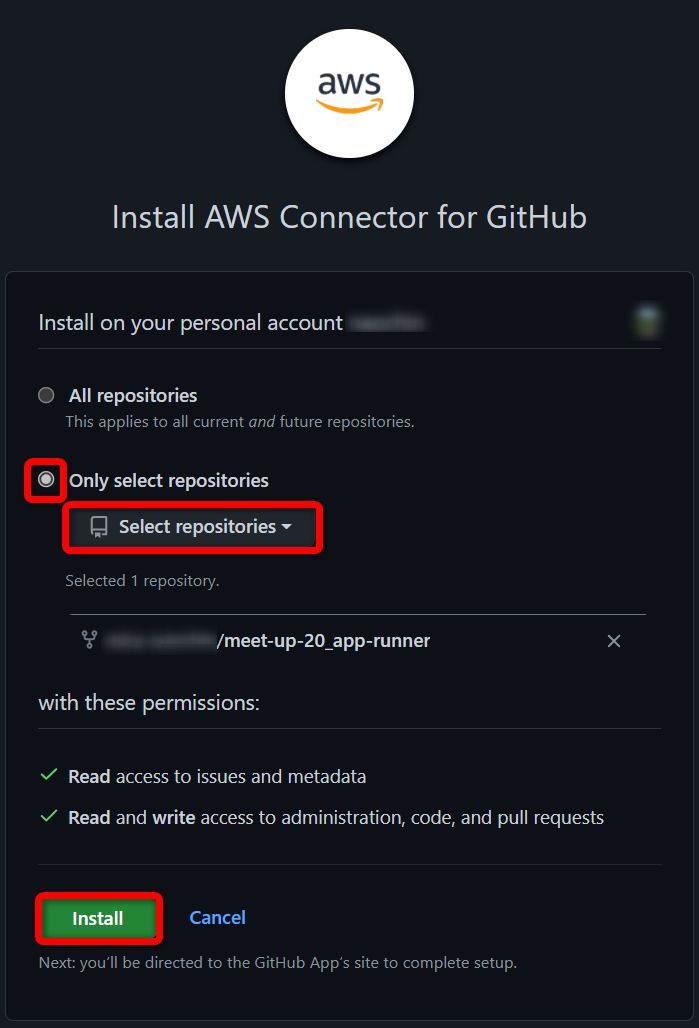 aws
Install AWS Connector for GitHub
Install on your personal account
All repositories
This applies to all current and future repositories.
Only select repositories
Select repositories
Selected 1 repository.
/meet-up-20_app-runner
with these permissions:
Read access to issues and metadata
Read and write access to administration, code, and pull requests
Install Cancel
Next: you’ll be directed to the GitHub App’s site to complete setup.